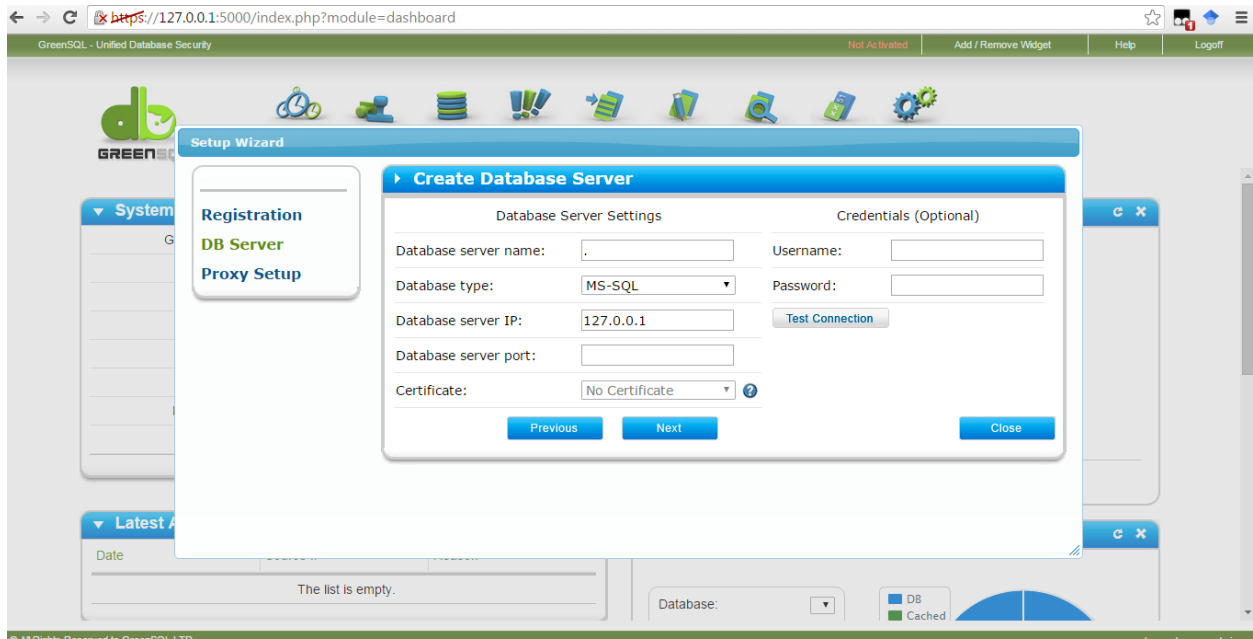 https://127.0.0.1:5000/index.php?module=dashboard
GreenSQL - Unified Database Security
Not Activated
Add / Remove Widget
Help
Logoff
db
GREENSQ
Setup Wizard
Registration
DB Server
Proxy Setup
Create Database Server
Database Server Settings
Credentials (Optional)
Database server name: .
Username:
Database type: MS-SQL
Password:
Database server IP: 127.0.0.1
Test Connection
Database server port:
Certificate: No Certificate ?
Previous
Next
Close
System
G
Latest A
Date
The list is empty.
Database:
DB
Cached